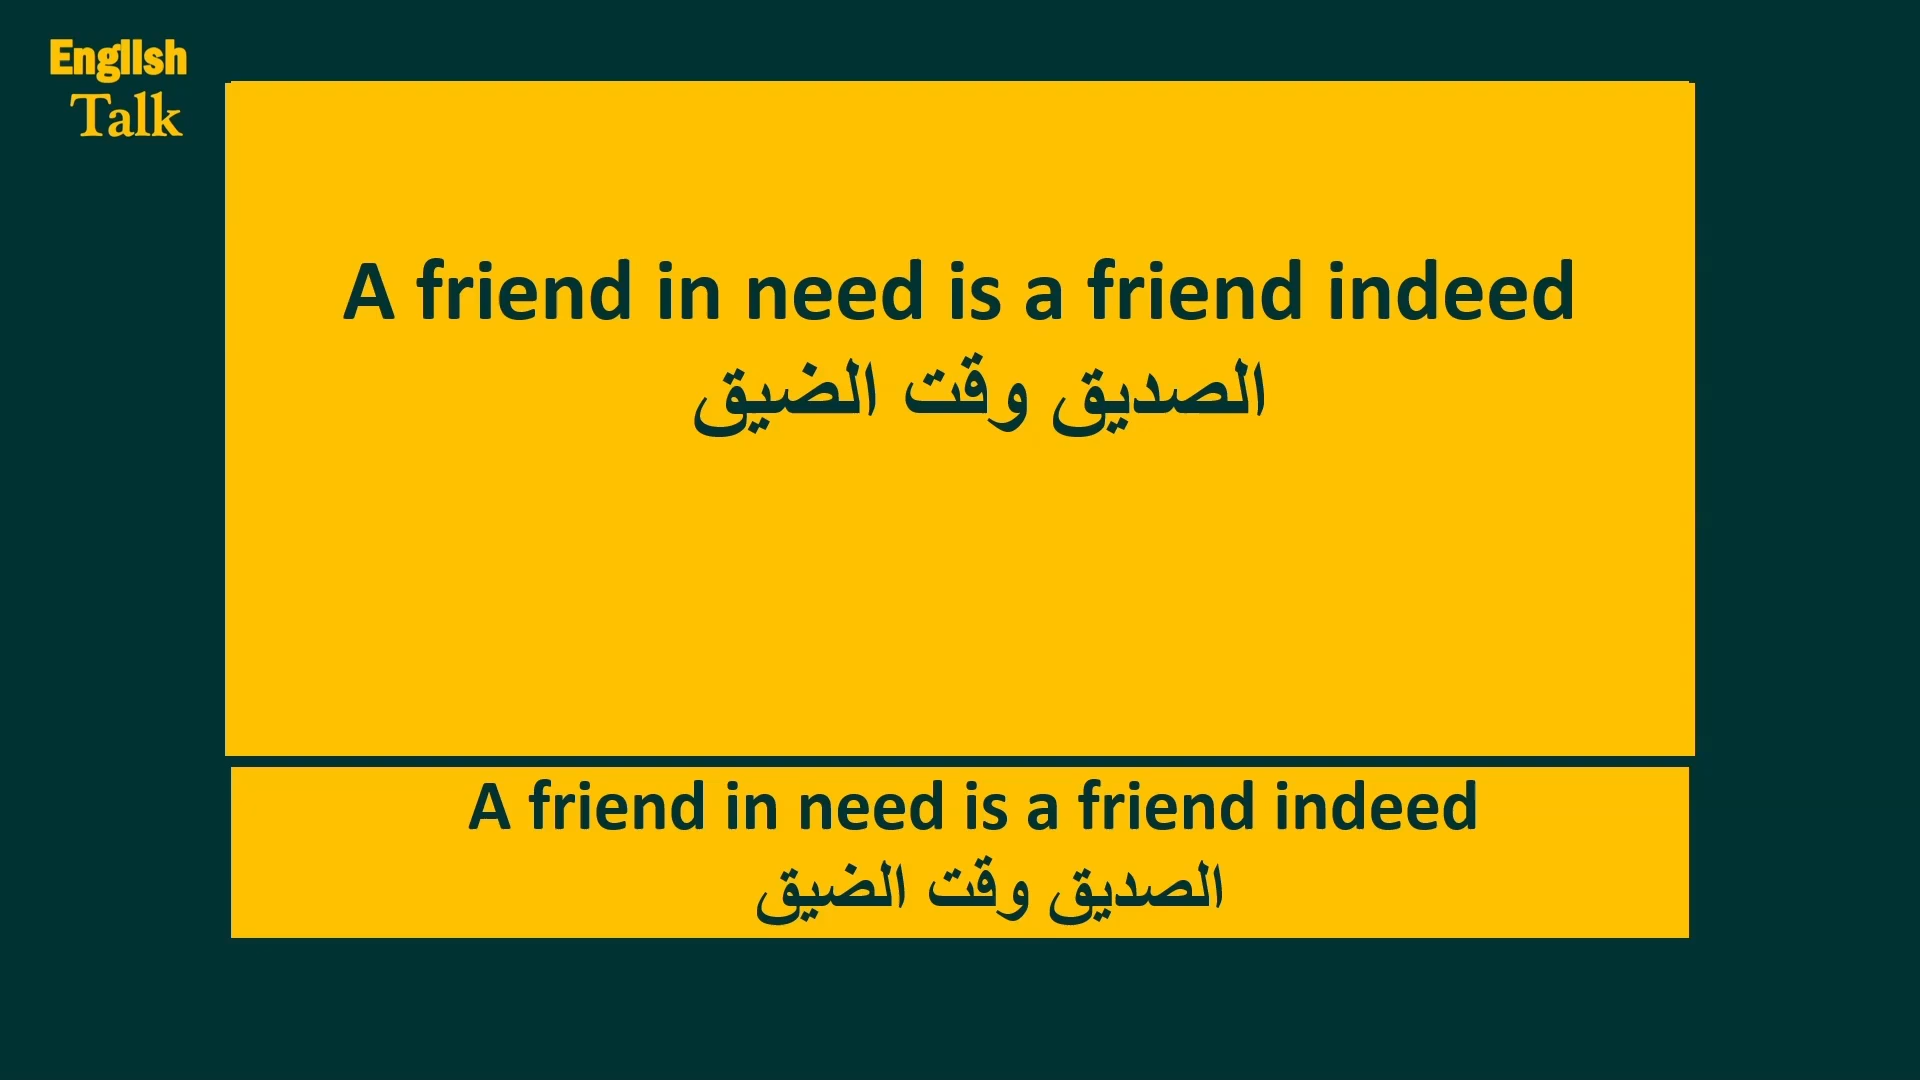 English
Talk
A friend in need is a friend indeed
الصديق وقت الضيق
A friend in need is a friend indeed
الصديق وقت الضيق